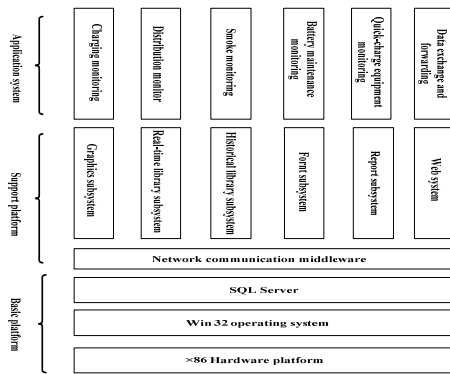 Application system
Charging monitoring
Distribution monitor
Smoke monitoring
Battery maintenance
monitoring
Quick-charge equipment
monitoring
Data exchange and
forwarding
Support platform
Graphics subsystem
Real-time library subsystem
Historical library subsystem
Fornt subsystem
Report subsystem
Web system
Network communication middleware
Basic platform
SQL Server
Win 32 operating system
×86 Hardware platform